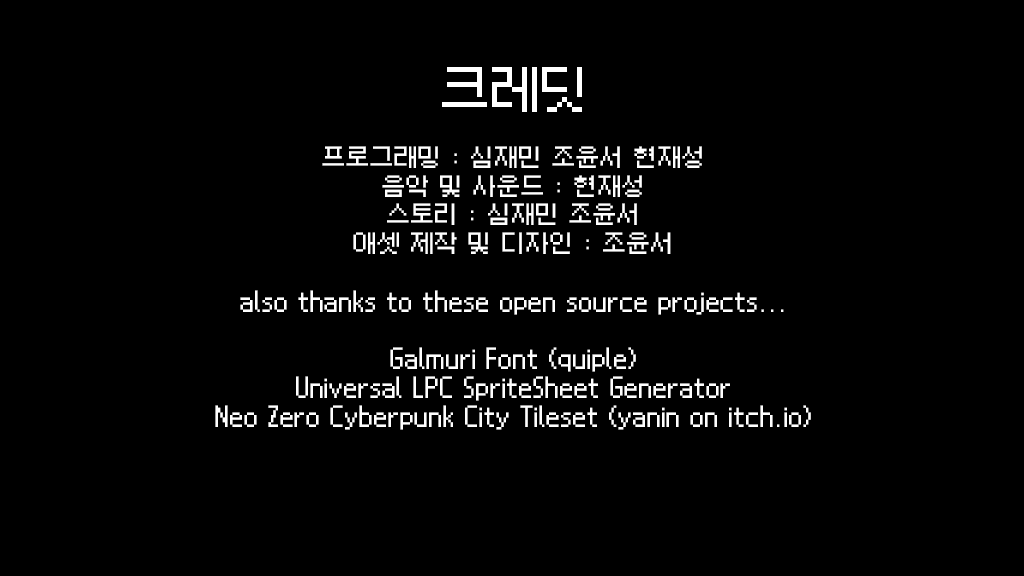 크레딧
프로그래밍 : 심재민 조윤서 현재성
음악 및 사운드 : 현재성
스토리 : 심재민 조윤서
애셋 제작 및 디자인 : 조윤서
also thanks to these open source projects...
Galmuri Font (quiple)
Universal LPC SpriteSheet Generator
Neo Zero Cyberpunk City Tileset (yanin on itch.io)